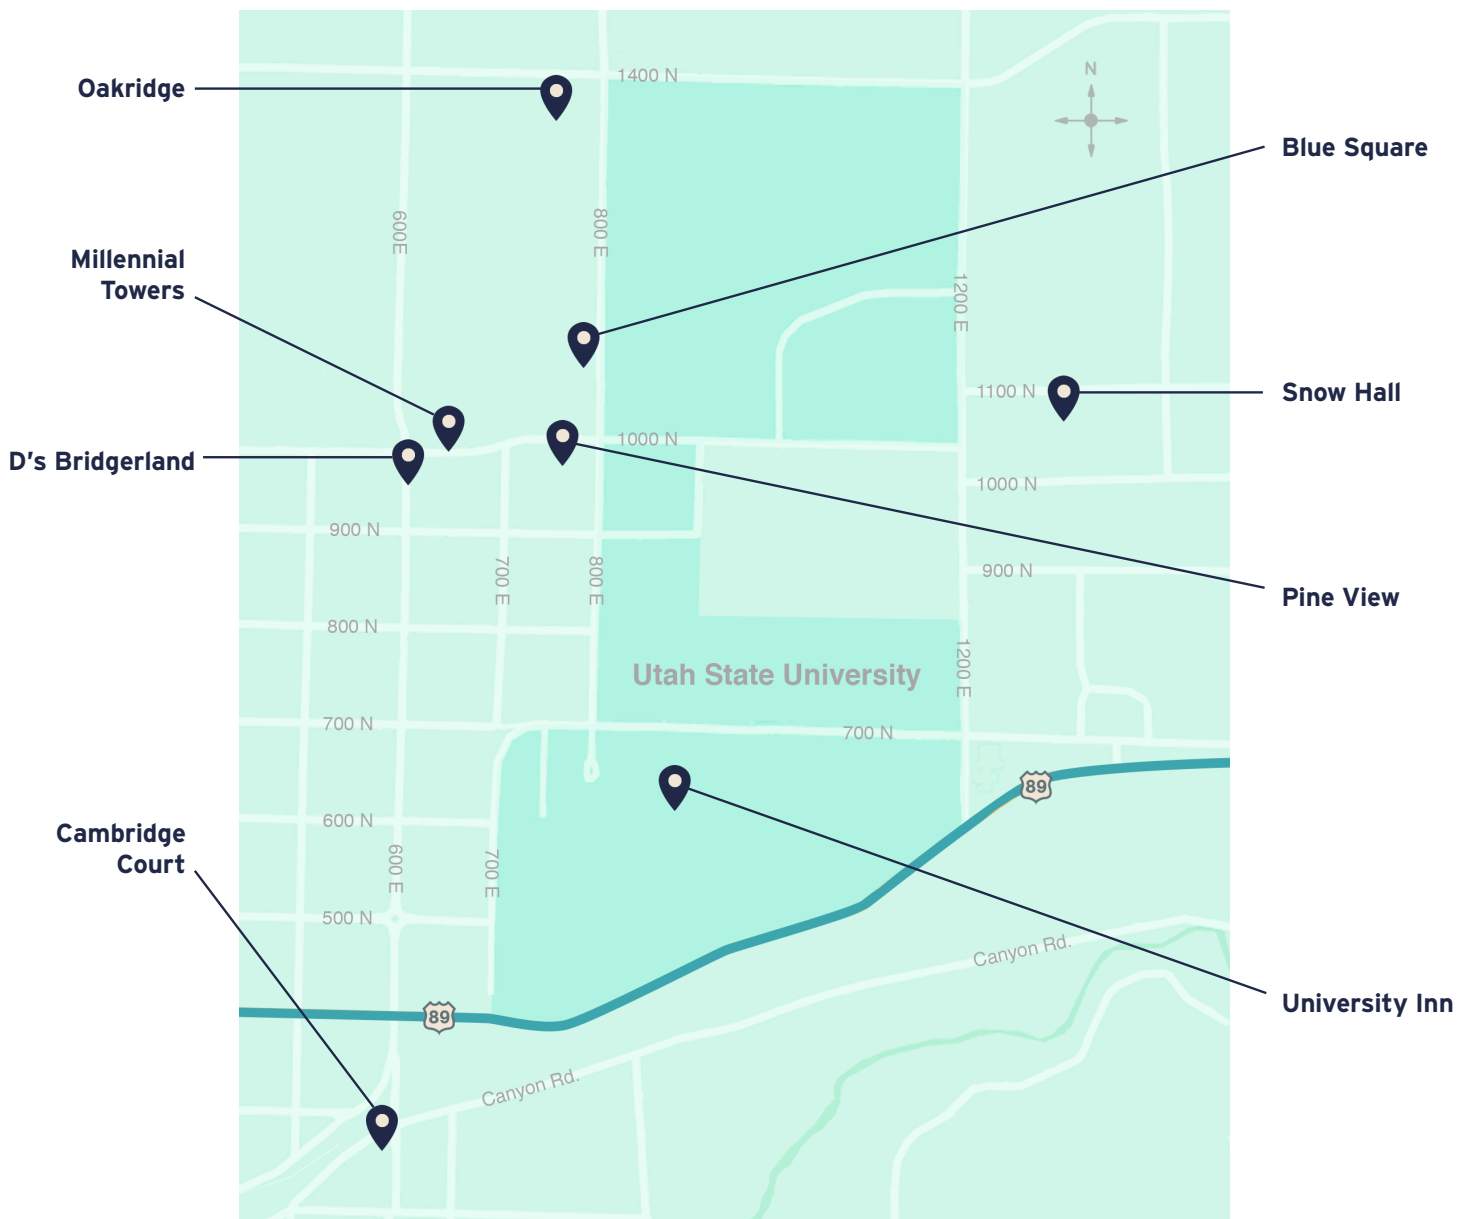 Oakridge
1400 N
N
Blue Square
600E
800 E
Millennial
Towers
1200 E
1100 N
Snow Hall
D's Bridgerland
1000 N
1000 N
900 N
900 N
700 E
800 E
Pine View
800 N
1200 E
Utah State University
700 N
700 N
89
600 N
Cambridge
Court
600 E
700 E
500 N
Canyon Rd.
University Inn
89
Canyon Rd.